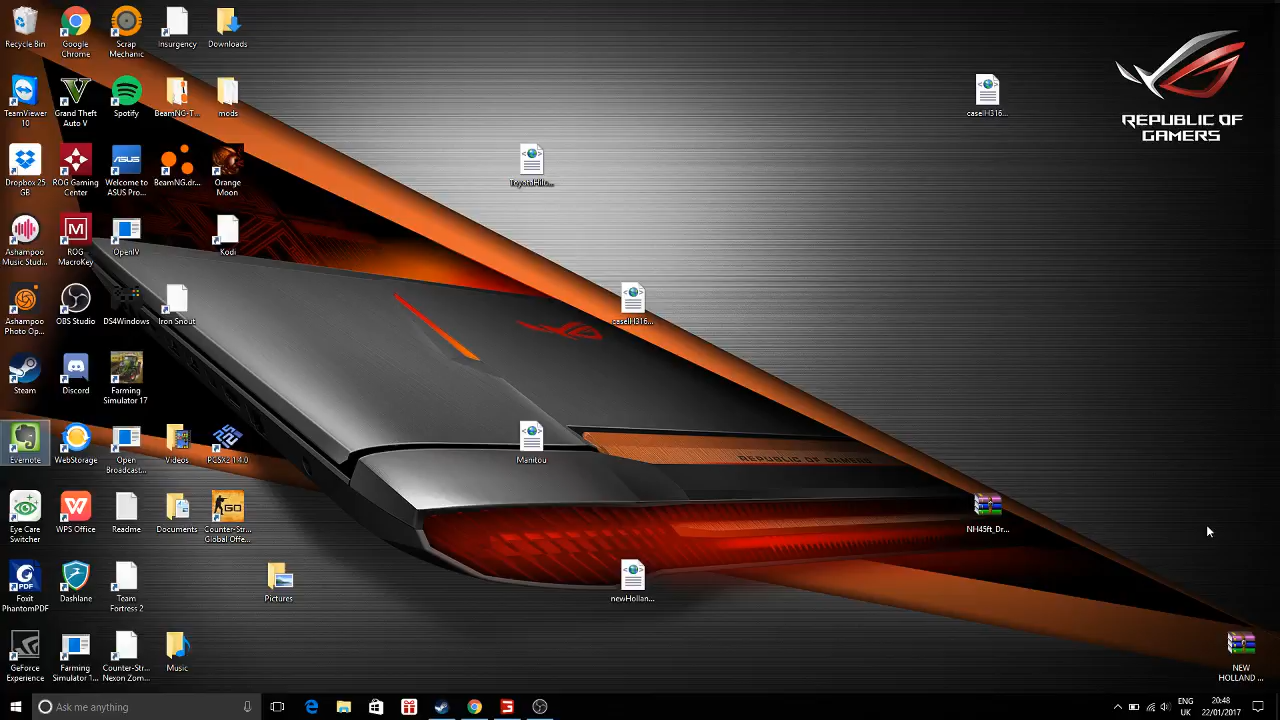 Recycle Bin
Google
Chrome
Scrap
Mechanic
Insurgency
Downloads
TeamViewer
10
Grand Theft
Auto V
Spotify
BeamNG-T...
mods
Dropbox 25
GB
ROG Gaming
Center
Welcome to
ASUS Pro...
BeamNG.dr...
Orange
Moon
Ashampoo
Music Stud...
ROG
MacroKey
OpenIV
Kodi
Ashampoo
Photo Op...
OBS Studio
DS4Windows
Iron Snout
Steam
Discord
Farming
Simulator 17
Evernote
WebStorage
Open
Broadcast...
Videos
PCSX2 1.4.0
Eye Care
Switcher
WPS Office
Readme
Documents
Counter-Str...
Global Offe...
Foxit
PhantomPDF
Dashlane
Team
Fortress 2
Pictures
GeForce
Experience
Farming
Simulator 1...
Counter-Str...
Nexon Zom...
Music
ToyotaHilu...
caseIH316...
Manitou
newHollan...
caseIH316...
REPUBLIC OF
GAMERS
REPUBLIC OF GAMERS
NH45ft_Dr...
NEW
HOLLAND ...
Ask me anything
ENG
UK
20:48
22/01/2017